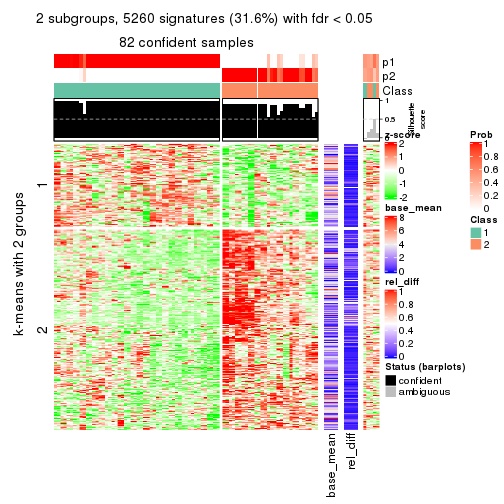 2 subgroups, 5260 signatures (31.6%) with fdr < 0.05
82 confident samples
p1
p2
Class
1
0.5
0
Silhouette
score
k-means with 2 groups
1
2
base_mean
rel_diff
z-score
2
1
0
-1
-2
base_mean
8
6
4
2
0
rel_diff
1
0.8
0.6
0.4
0.2
0
Status (barplots)
confident
ambiguous
Prob
1
0.8
0.6
0.4
0.2
0
Class
1
2